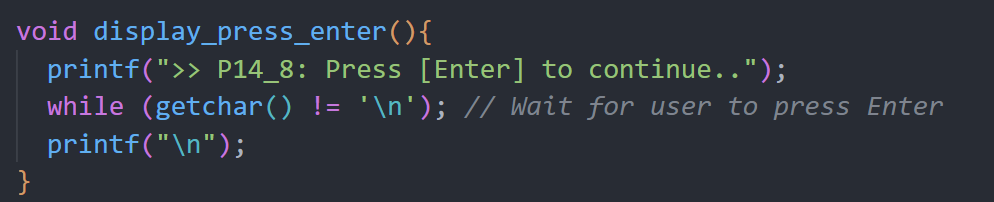 void display_press_enter(){
  printf(">> P14_8: Press [Enter] to continue..");
  while (getchar() != '\n'); // Wait for user to press Enter
  printf("\n");
}